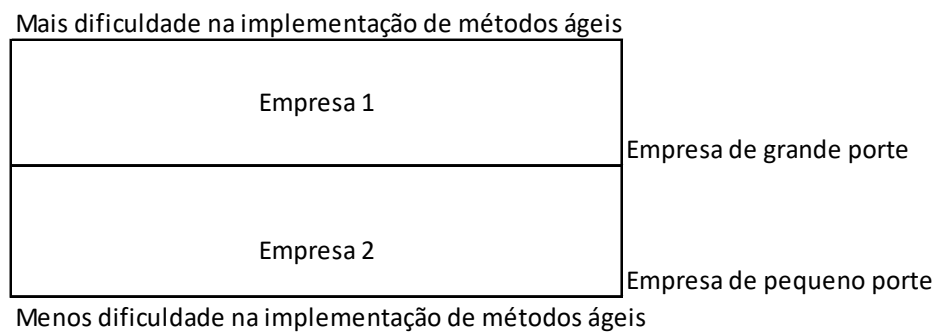 Mais dificuldade na implementação de métodos ágeis
Empresa 1
Empresa de grande porte
Empresa 2
Empresa de pequeno porte
Menos dificuldade na implementação de métodos ágeis